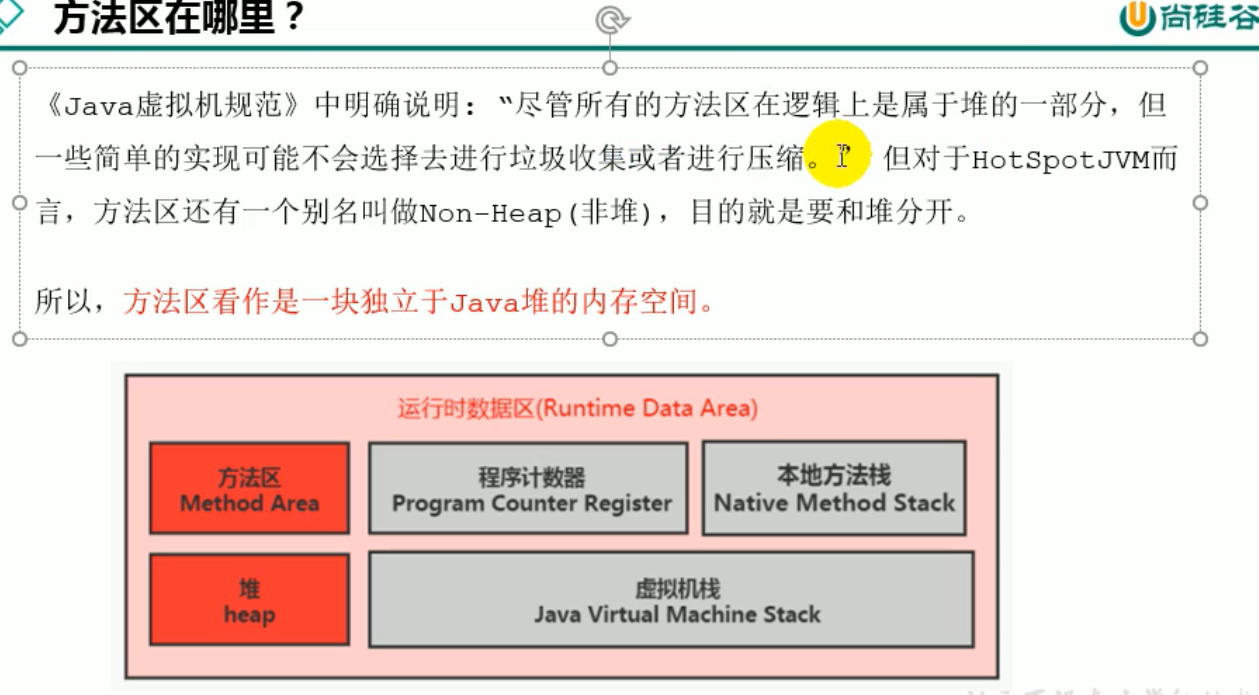 方法区在哪里？
尚硅谷
《Java虚拟机规范》中明确说明：“尽管所有的方法区在逻辑上是属于堆的一部分，但
一些简单的实现可能不会选择去进行垃圾收集或者进行压缩。” 但对于HotSpotJVM而
言，方法区还有一个别名叫做Non-Heap(非堆)，目的就是要和堆分开。
所以，方法区看作是一块独立于Java堆的内存空间。
运行时数据区(Runtime Data Area)
方法区
Method Area
程序计数器
Program Counter Register
本地方法栈
Native Method Stack
堆
heap
虚拟机栈
Java Virtual Machine Stack